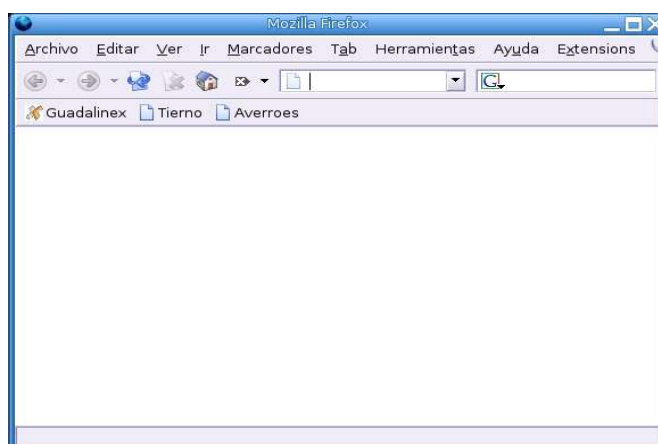 Mozilla Firefox
Archivo Editar Ver Ir Marcadores Tab Herramientas Ayuda Extensions
G
Guadalinex Tierno Averroes